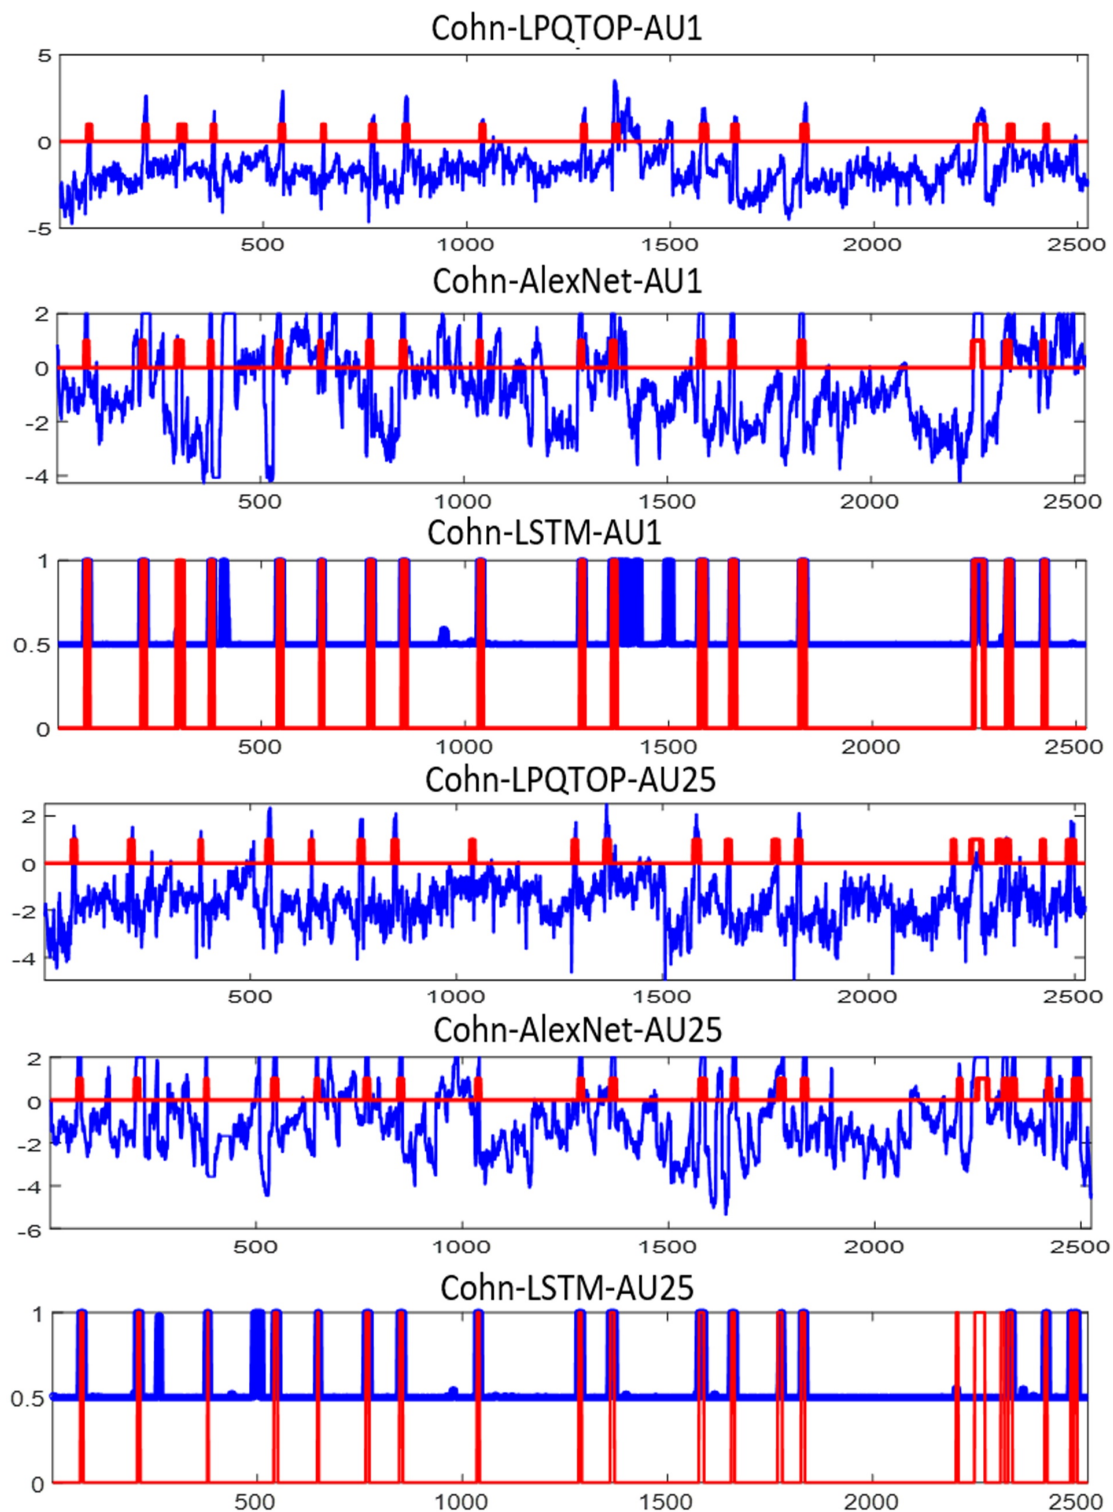 Cohn-LPQTOP-AU1
5
0
-5
500 1000 1500 2000 2500
Cohn-AlexNet-AU1
2
0
-2
-4
500 1000 1500 2000 2500
Cohn-LSTM-AU1
1
0.5
0
500 1000 1500 2000 2500
Cohn-LPQTOP-AU25
2
0
-2
-4
500 1000 1500 2000 2500
Cohn-AlexNet-AU25
2
0
-2
-4
-6
500 1000 1500 2000 2500
Cohn-LSTM-AU25
1
0.5
0
500 1000 1500 2000 2500